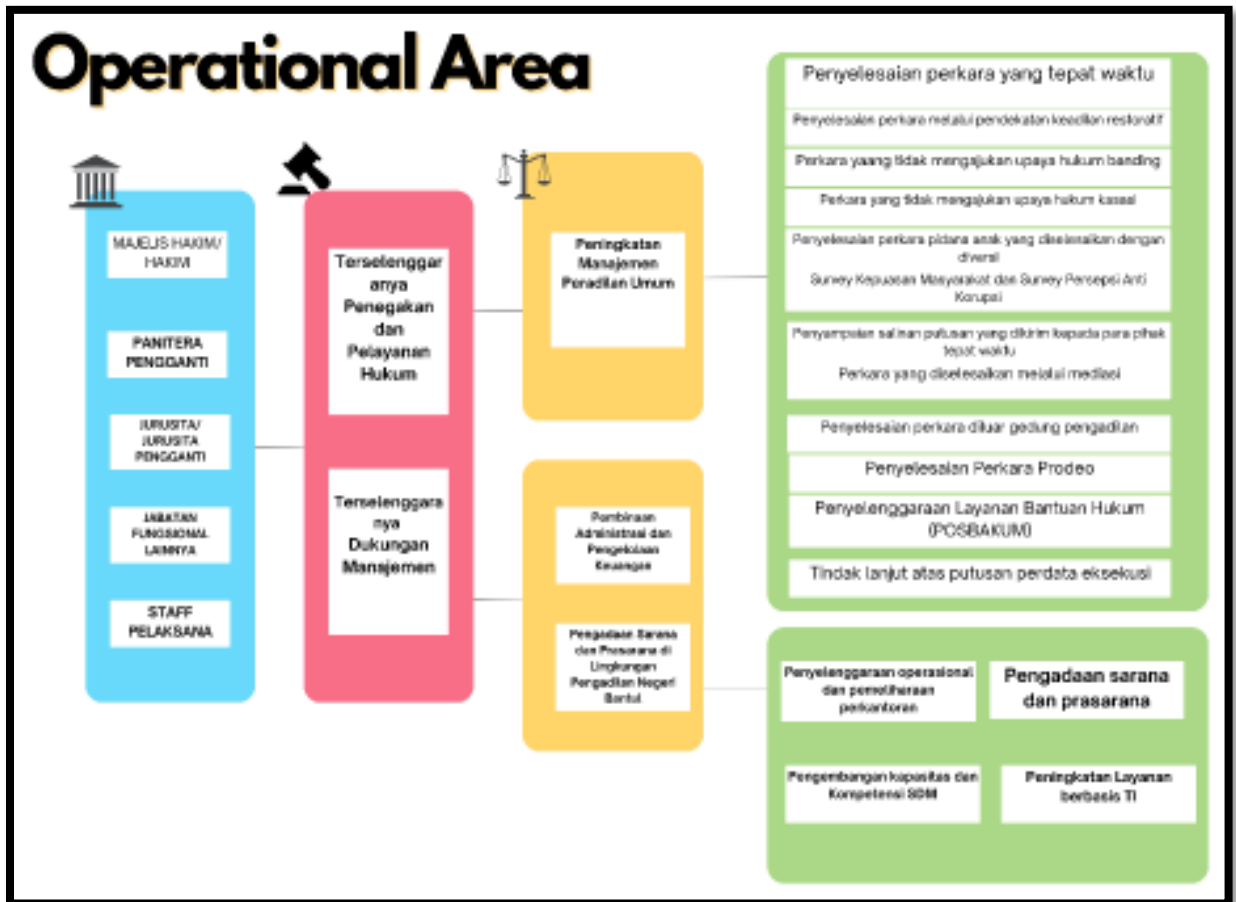 Operational Area
MAJELIS HAKIM/
HAKIM
PANITERA
PENGGANTI
JURUSITA/
JURUSITA
PENGGANTI
JABATAN
FUNGSIONAL
LAINNYA
STAFF
PELAKSANA
Terselenggar
anya
Penegakan
dan
Pelayanan
Hukum
Terselenggara
nya
Dukungan
Manajemen
Peningkatan
Manajemen
Peradilan Umum
Pembinaan
Administrasi dan
Pengelolaan
Keuangan
Pengadaan Sarana
dan Prasarana di
Lingkungan
Pengadilan Negeri
Bantul
Penyelesaian perkara yang tepat waktu
Penyelesaian perkara melalui pendekatan keadilan restoratif
Perkara yaang tidak mengajukan upaya hukum banding
Perkara yang tidak mengajukan upaya hukum kasasi
Penyelesaian perkara pidana anak yang diselesaikan dengan
diversi
Survey Kepuasan Masyarakat dan Survey Persepsi Anti
Korupsi
Penyampaian salinan putusan yang dikirim kepada para pihak
tepat waktu
Perkara yang diselesaikan melalui mediasi
Penyelesaian perkara diluar gedung pengadilan
Penyelesaian Perkara Prodeo
Penyelenggaraan Layanan Bantuan Hukum
(POSBAKUM)
Tindak lanjut atas putusan perdata eksekusi
Penyelenggaraan operasional
dan pemeliharaan
perkantoran
Pengadaan sarana
dan prasarana
Pengembangan kapasitas dan
Kompetensi SDM
Peningkatan Layanan
berbasis TI